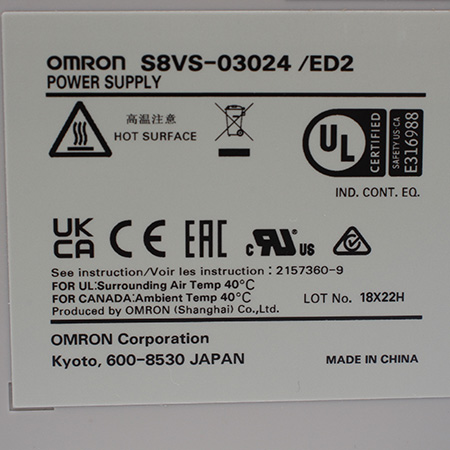 OMRON S8VS-03024 /ED2
POWER SUPPLY
高温注意
HOT SURFACE
UL CERTIFIED SAFETY US CA E316988
IND. CONT. EQ.
UK CA CE EAC c RU US
See instruction/Voir les instruction : 2157360-9
FOR UL:Surrounding Air Temp 40℃
FOR CANADA:Ambient Temp 40℃
Produced by OMRON (Shanghai) Co.,Ltd.
LOT No. 18X22H
OMRON Corporation
Kyoto, 600-8530 JAPAN
MADE IN CHINA